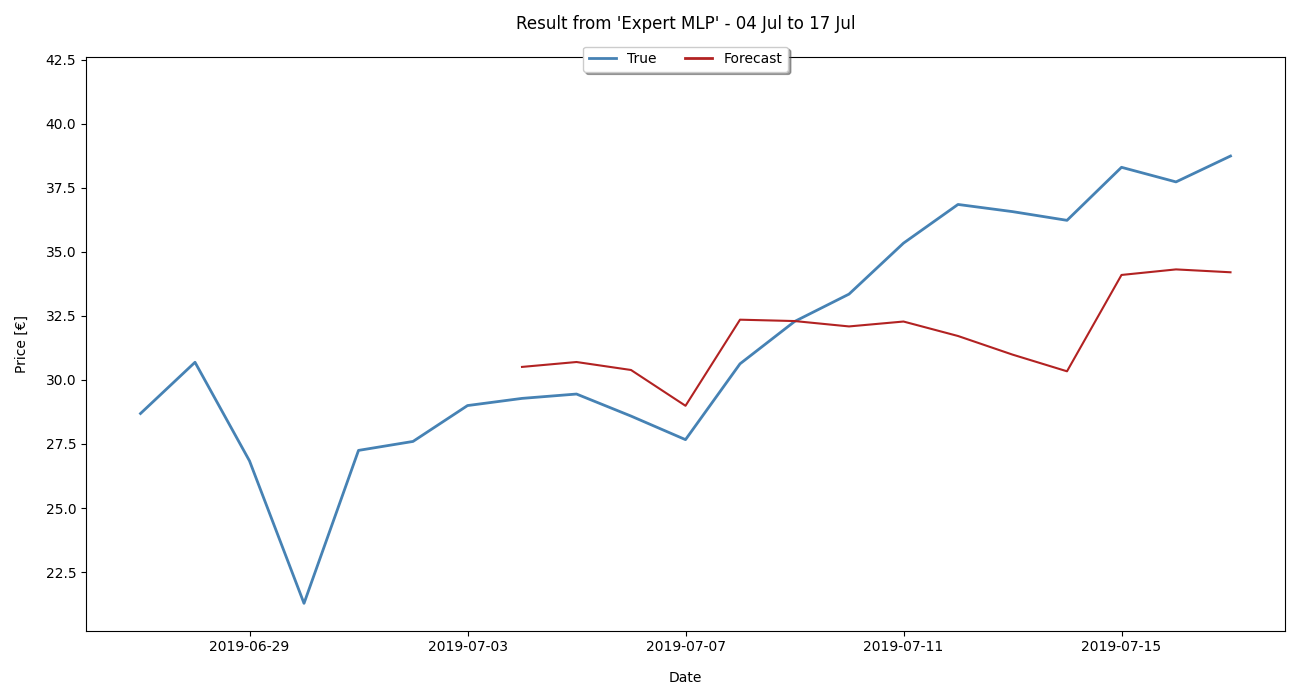 Result from 'Expert MLP' - 04 Jul to 17 Jul
True Forecast
42.5
40.0
37.5
35.0
32.5
30.0
27.5
25.0
22.5
Price [€]
2019-06-29 2019-07-03 2019-07-07 2019-07-11 2019-07-15
Date